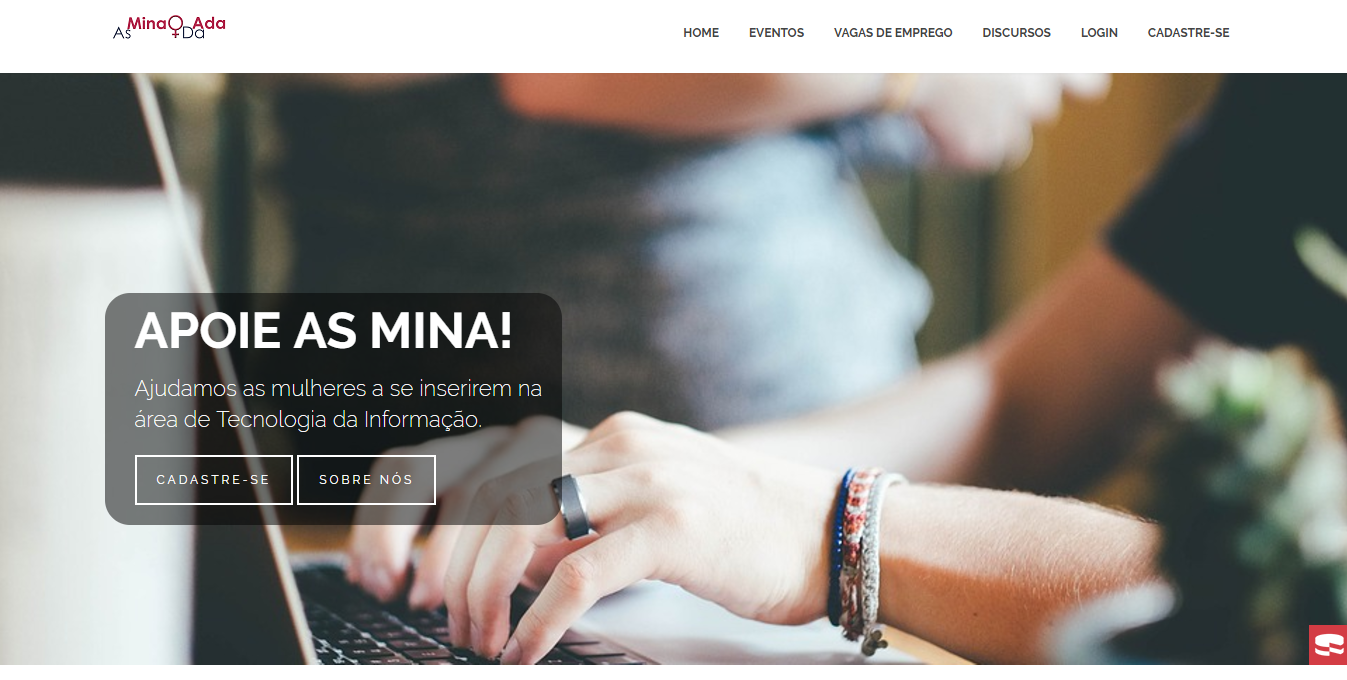 As Mina Da Ada
HOME EVENTOS VAGAS DE EMPREGO DISCURSOS LOGIN CADASTRE-SE
APOIE AS MINA!
Ajudamos as mulheres a se inserirem na
área de Tecnologia da Informação.
CADASTRE-SE SOBRE NÓS